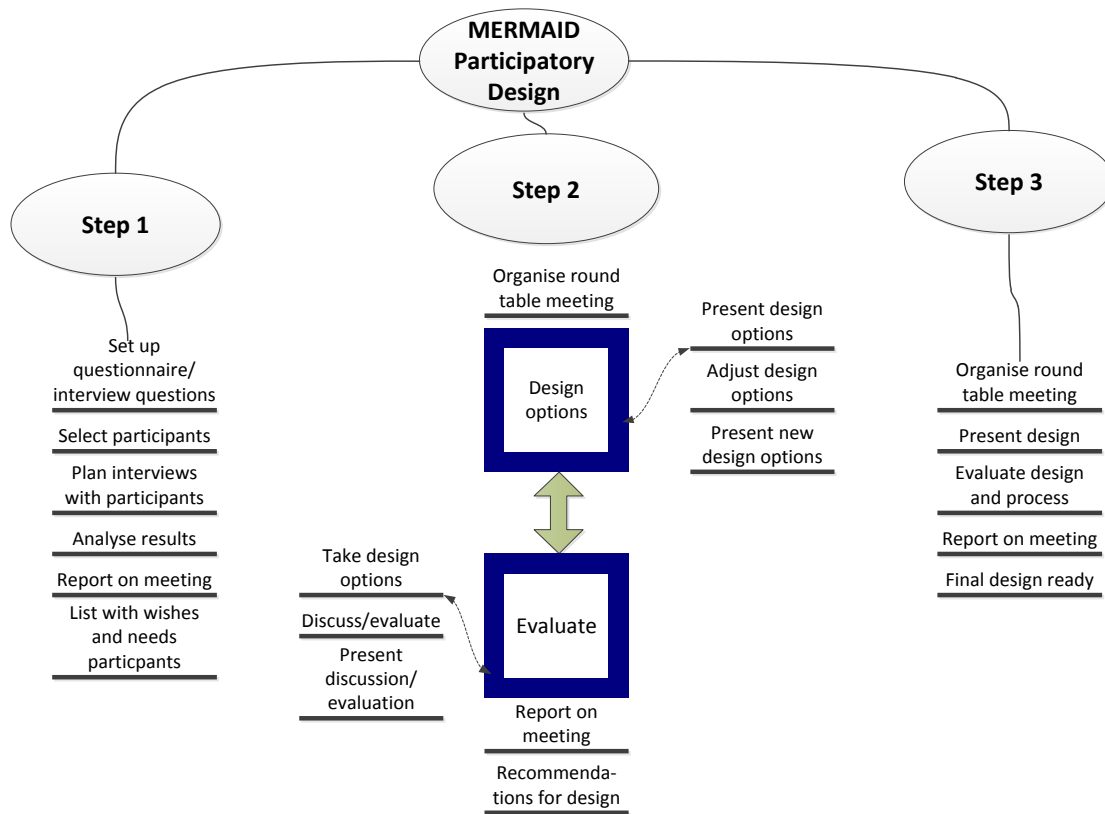 MERMAID
Participatory
Design
Step 1
Set up
questionnaire/
interview questions
Select participants
Plan interviews
with participants
Analyse results
Report on meeting
List with wishes
and needs
particpants
Step 2
Organise round
table meeting
Design
options
Present design
options
Adjust design
options
Present new
design options
Evaluate
Take design
options
Discuss/evaluate
Present
discussion/
evaluation
Report on
meeting
Recommenda-
tions for design
Step 3
Organise round
table meeting
Present design
Evaluate design
and process
Report on meeting
Final design ready